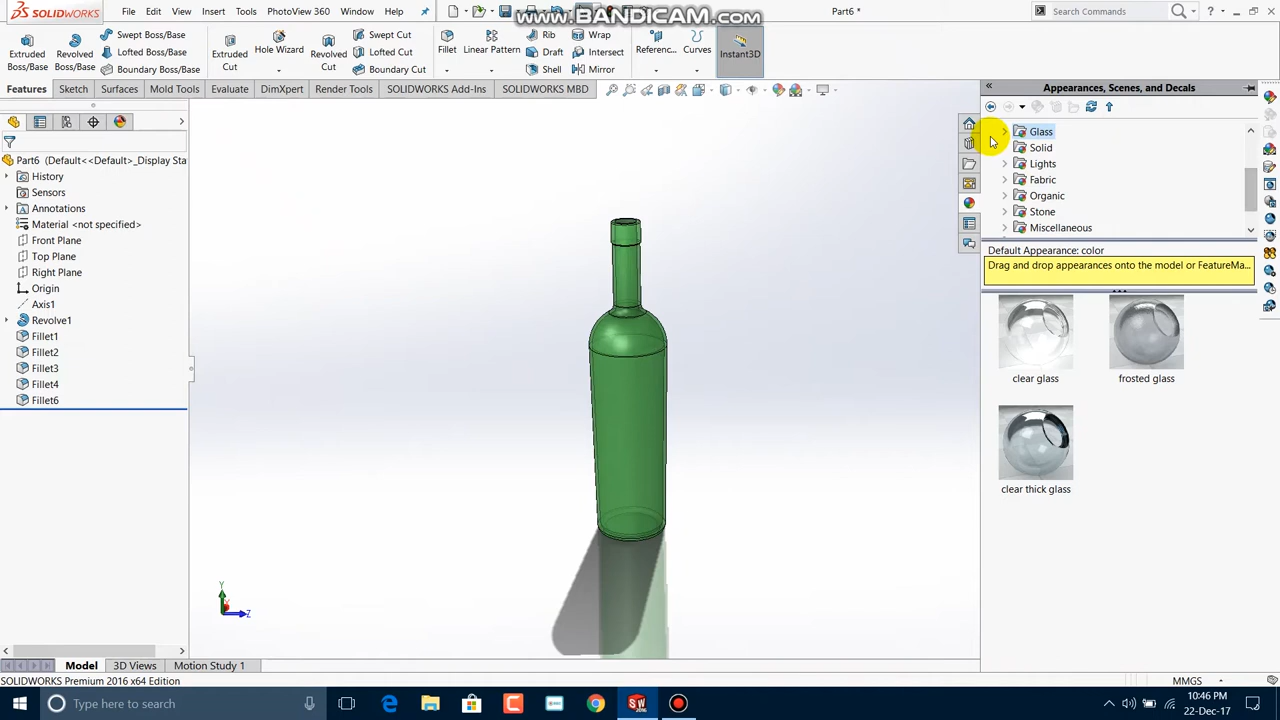 SOLIDWORKS File Edit View Insert Tools PhotoView 360 Window Help www.BANDICAM.com Part6 * Search Commands
Extruded Boss/Base
Revolved Boss/Base
Swept Boss/Base
Lofted Boss/Base
Boundary Boss/Base
Extruded Cut
Hole Wizard
Revolved Cut
Swept Cut
Lofted Cut
Boundary Cut
Fillet
Linear Pattern
Rib
Draft
Shell
Wrap
Intersect
Mirror
Referenc...
Curves
Instant3D
Features Sketch Surfaces Mold Tools Evaluate DimXpert Render Tools SOLIDWORKS Add-Ins SOLIDWORKS MBD
Part6 (Default<<Default>_Display Sta
History
Sensors
Annotations
Material <not specified>
Front Plane
Top Plane
Right Plane
Origin
Axis1
Revolve1
Fillet1
Fillet2
Fillet3
Fillet4
Fillet6
Y
Z
Appearances, Scenes, and Decals
Glass
Solid
Lights
Fabric
Organic
Stone
Miscellaneous
Default Appearance: color
Drag and drop appearances onto the model or FeatureMa...
clear glass
frosted glass
clear thick glass
Model 3D Views Motion Study 1
SOLIDWORKS Premium 2016 x64 Edition
MMGS
Type here to search
10:46 PM
22-Dec-17